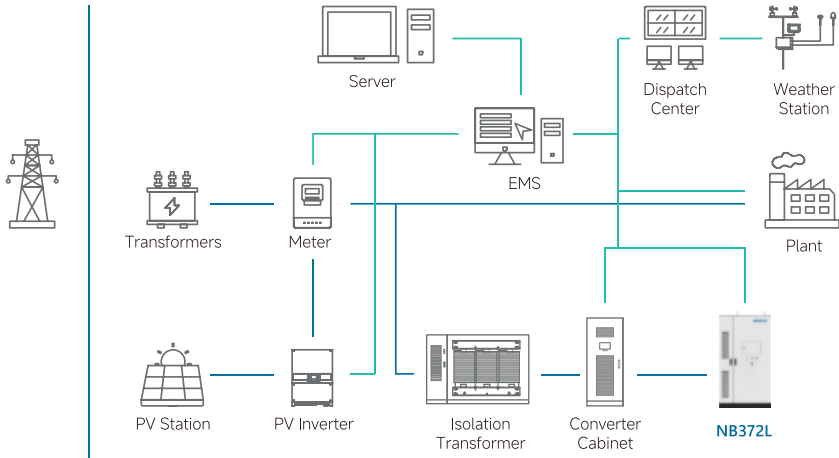 Server
Dispatch
Center
Weather
Station
EMS
Transformers
Meter
Plant
PV Station
PV Inverter
Isolation
Transformer
Converter
Cabinet
NB372L